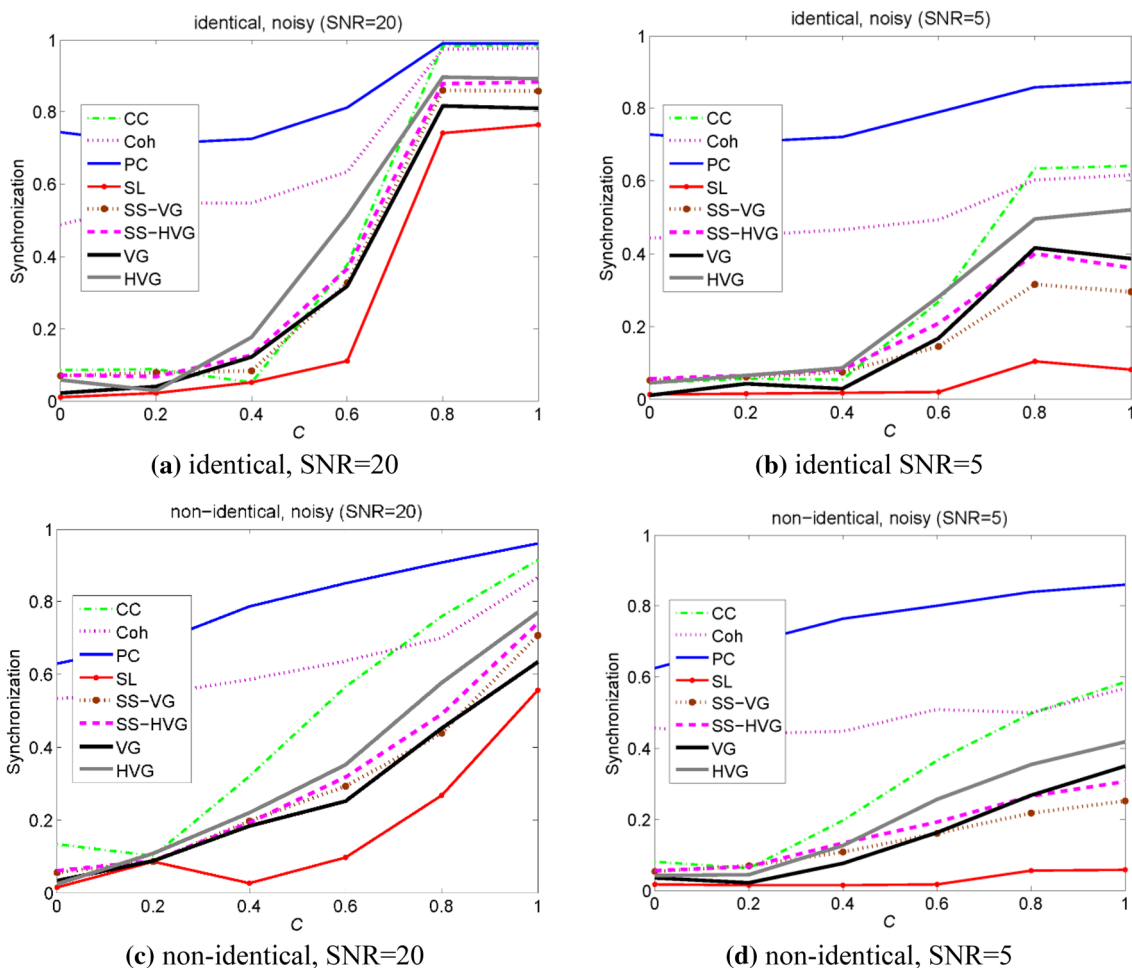 identical, noisy (SNR=20)
Synchronization
1
0.8
0.6
0.4
0.2
0
CC
Coh
PC
SL
SS-VG
SS-HVG
VG
HVG
0 0.2 0.4 0.6 0.8 1
C
(a) identical, SNR=20
identical, noisy (SNR=5)
Synchronization
1
0.8
0.6
0.4
0.2
0
CC
Coh
PC
SL
SS-VG
SS-HVG
VG
HVG
0 0.2 0.4 0.6 0.8 1
C
(b) identical SNR=5
non-identical, noisy (SNR=20)
Synchronization
1
0.8
0.6
0.4
0.2
0
CC
Coh
PC
SL
SS-VG
SS-HVG
VG
HVG
0 0.2 0.4 0.6 0.8 1
C
(c) non-identical, SNR=20
non-identical, noisy (SNR=5)
Synchronization
1
0.8
0.6
0.4
0.2
0
CC
Coh
PC
SL
SS-VG
SS-HVG
VG
HVG
0 0.2 0.4 0.6 0.8 1
C
(d) non-identical, SNR=5